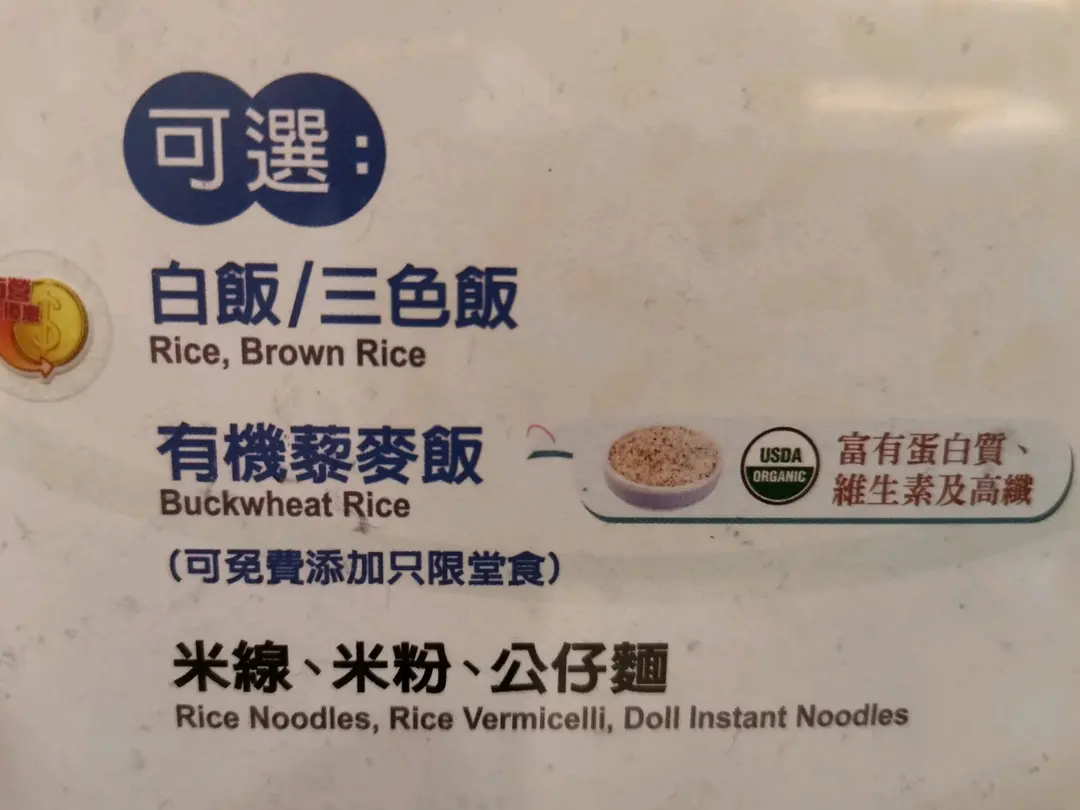 可選：
白飯/三色飯
Rice, Brown Rice
有機藜麥飯
Buckwheat Rice
USDA
ORGANIC
富有蛋白質、
維生素及高纖
（可免費添加只限堂食）
米線、米粉、公仔麵
Rice Noodles, Rice Vermicelli, Doll Instant Noodles